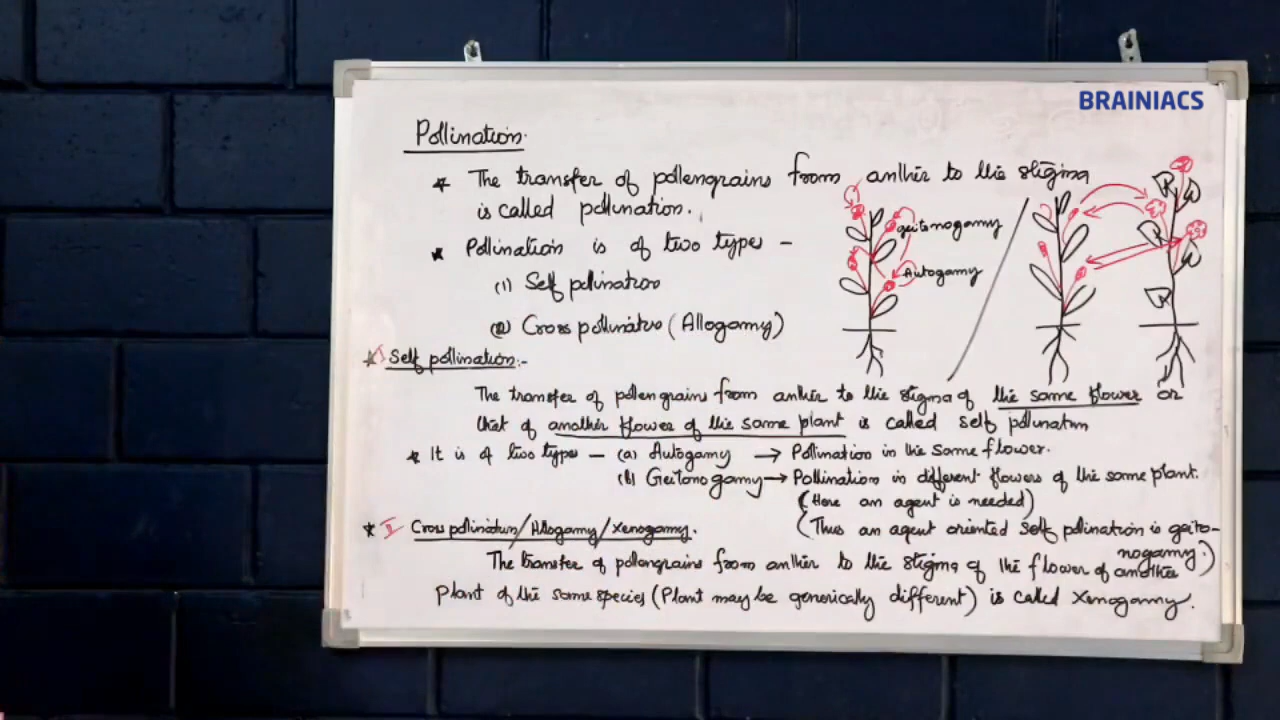 BRAINIACS
Pollination
* The transfer of pollengrains from anther to the stigma
is called pollination.
* Pollination is of two types -
(1) Self pollination
(2) Cross pollination (Allogamy)
geitonogamy
Autogamy
* I Self pollination:-
The transfer of pollengrains from anther to the stigma of the same flower or
that of another flower of the same plant is called self pollination
* It is of two types - (a) Autogamy → Pollination in the same flower.
(b) Geitonogamy → Pollination in different flowers of the same plant.
(Here an agent is needed)
(Thus an agent oriented self pollination is geito-
nogamy.)
* II Cross pollination/Allogamy/Xenogamy.
The transfer of pollengrains from anther to the stigma of the flower of another
plant of the same species (Plant may be generically different) is called Xenogamy.